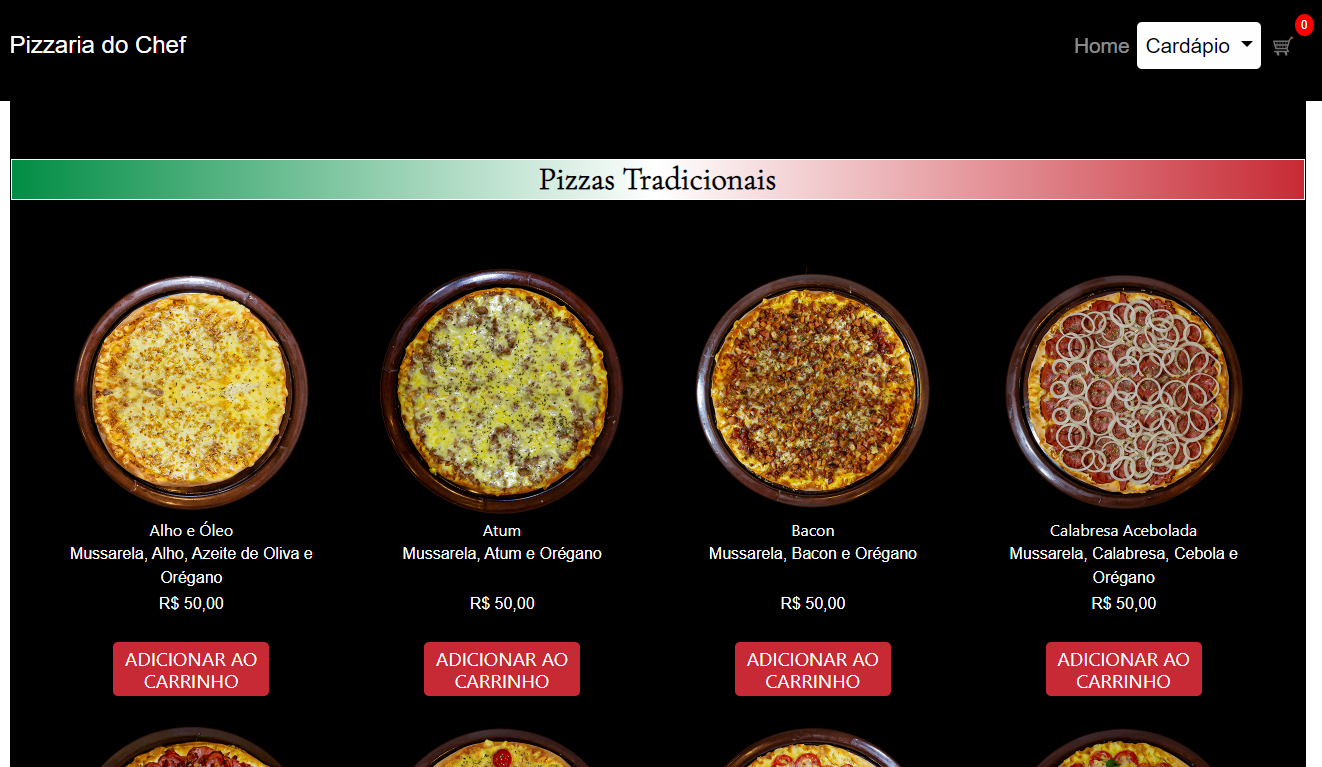 Pizzaria do Chef
Home
Cardápio
0
Pizzas Tradicionais
Alho e Óleo
Mussarela, Alho, Azeite de Oliva e
Orégano
R$ 50,00
ADICIONAR AO
CARRINHO
Atum
Mussarela, Atum e Orégano
R$ 50,00
ADICIONAR AO
CARRINHO
Bacon
Mussarela, Bacon e Orégano
R$ 50,00
ADICIONAR AO
CARRINHO
Calabresa Acebolada
Mussarela, Calabresa, Cebola e
Orégano
R$ 50,00
ADICIONAR AO
CARRINHO